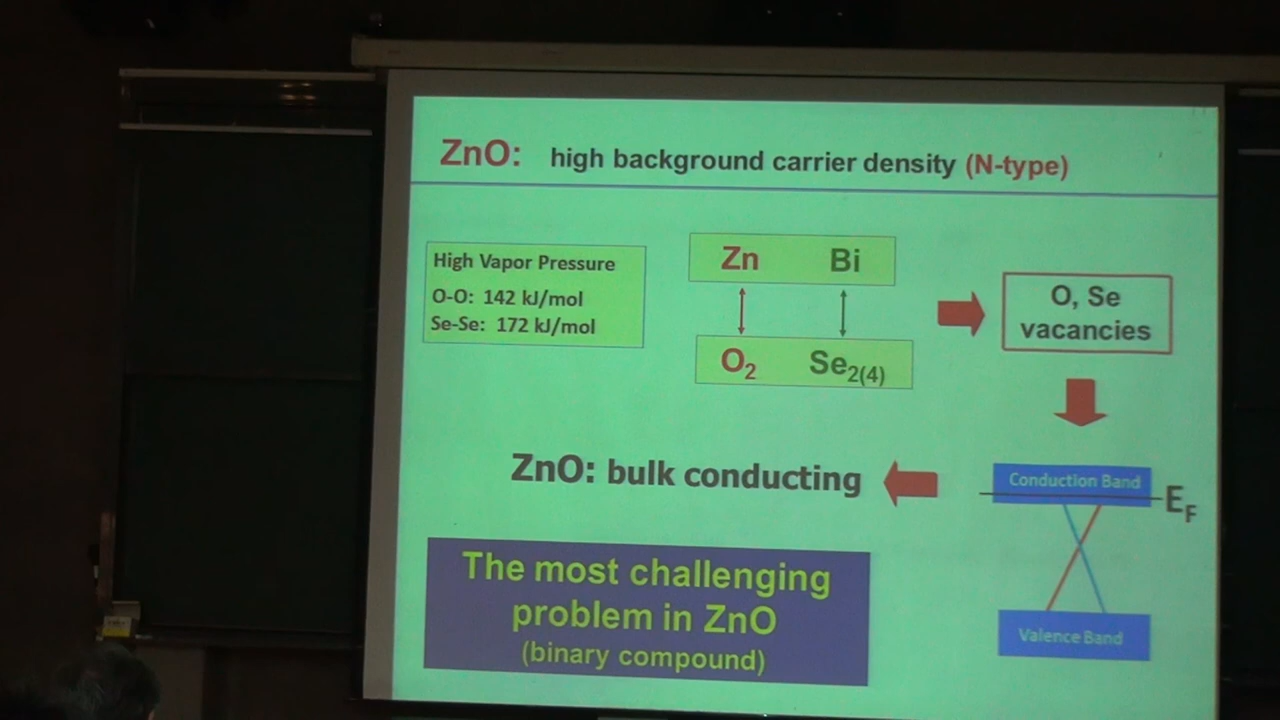 ZnO: high background carrier density (N-type)
High Vapor Pressure
O-O: 142 kJ/mol
Se-Se: 172 kJ/mol
Zn Bi
O₂ Se₂₍₄₎
O, Se
vacancies
Conduction Band
E_F
Valence Band
ZnO: bulk conducting
The most challenging
problem in ZnO
(binary compound)